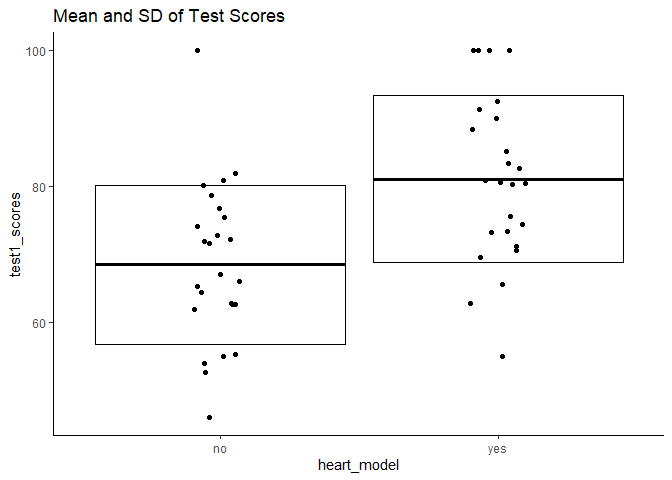 Mean and SD of Test Scores
100
80
60
test1_scores
no
yes
heart_model